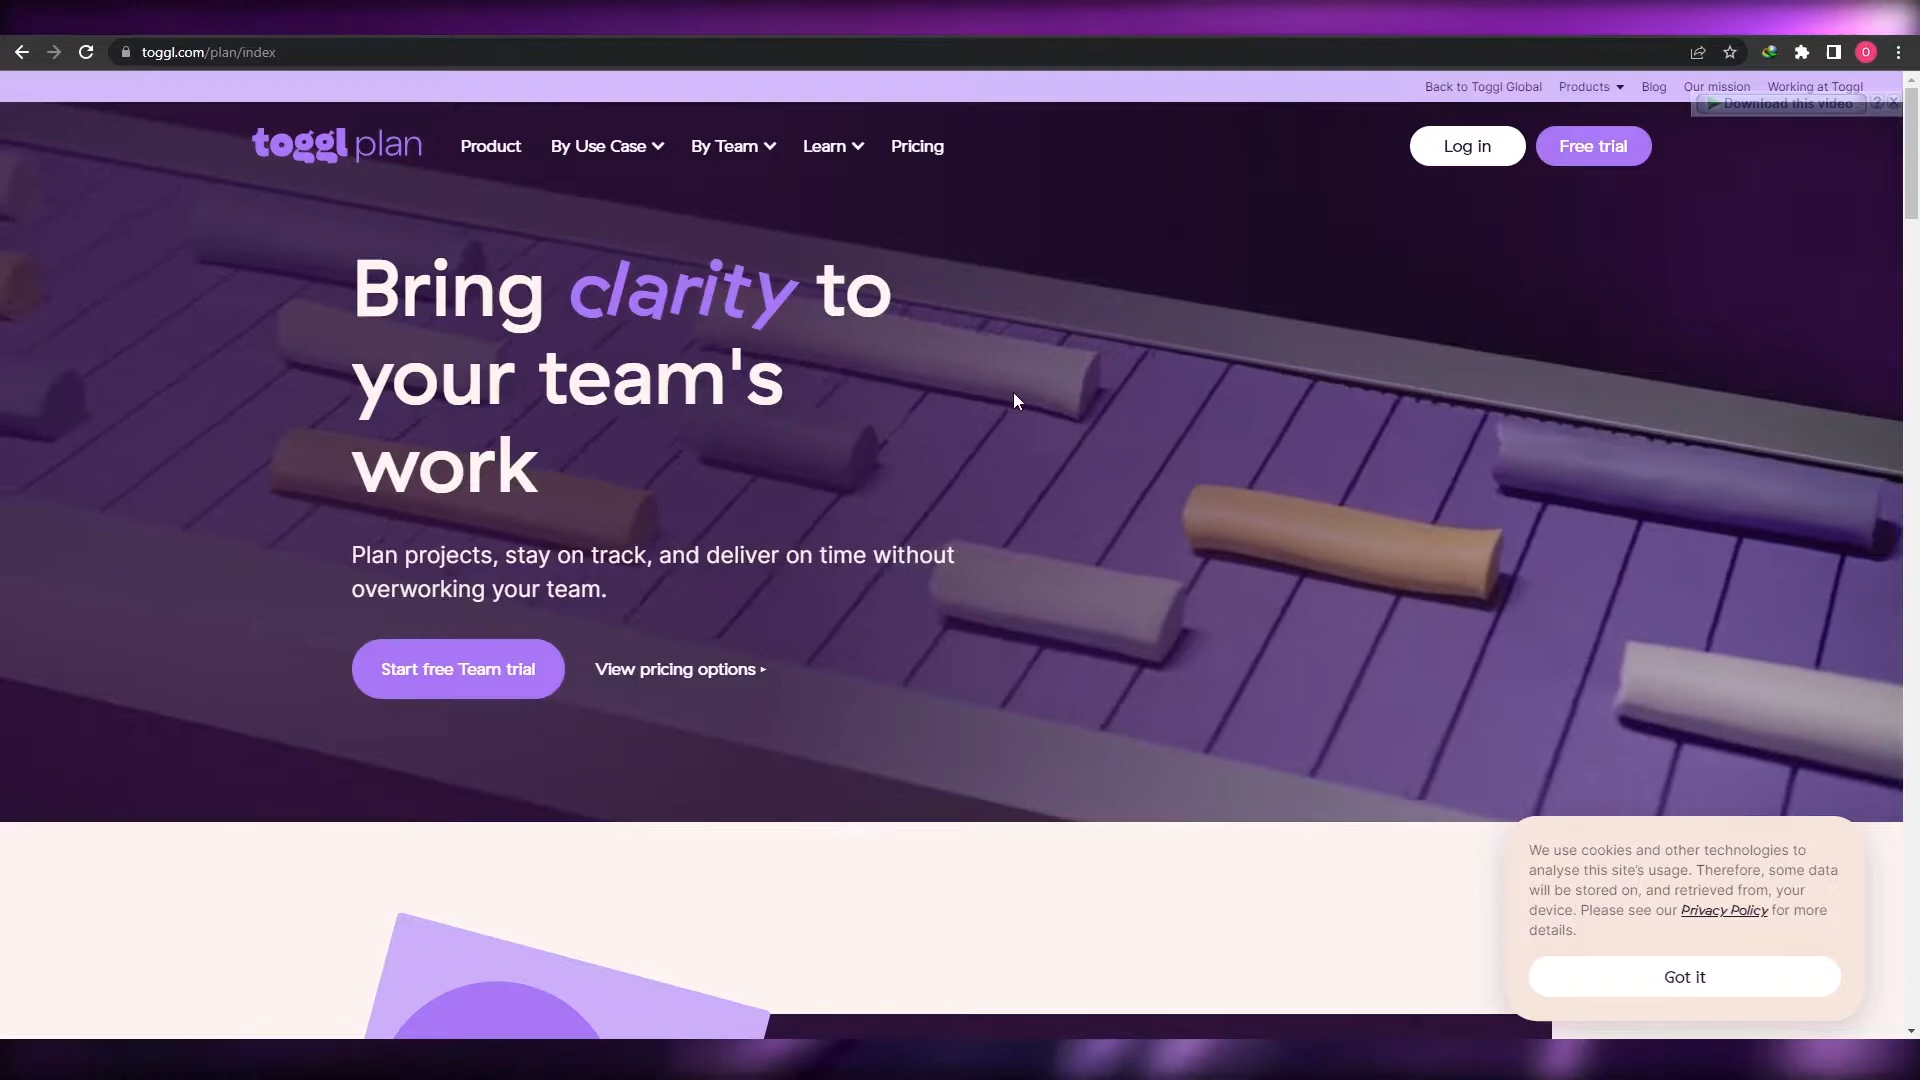 toggl.com/plan/index
O
Back to Toggl Global Products Blog Our mission Working at Toggl
Download this video ? X
toggl plan Product By Use Case By Team Learn Pricing Log in Free trial
Bring clarity to
your team's
work
Plan projects, stay on track, and deliver on time without
overworking your team.
Start free Team trial View pricing options
We use cookies and other technologies to
analyse this site's usage. Therefore, some data
will be stored on, and retrieved from, your
device. Please see our Privacy Policy for more
details.
Got it